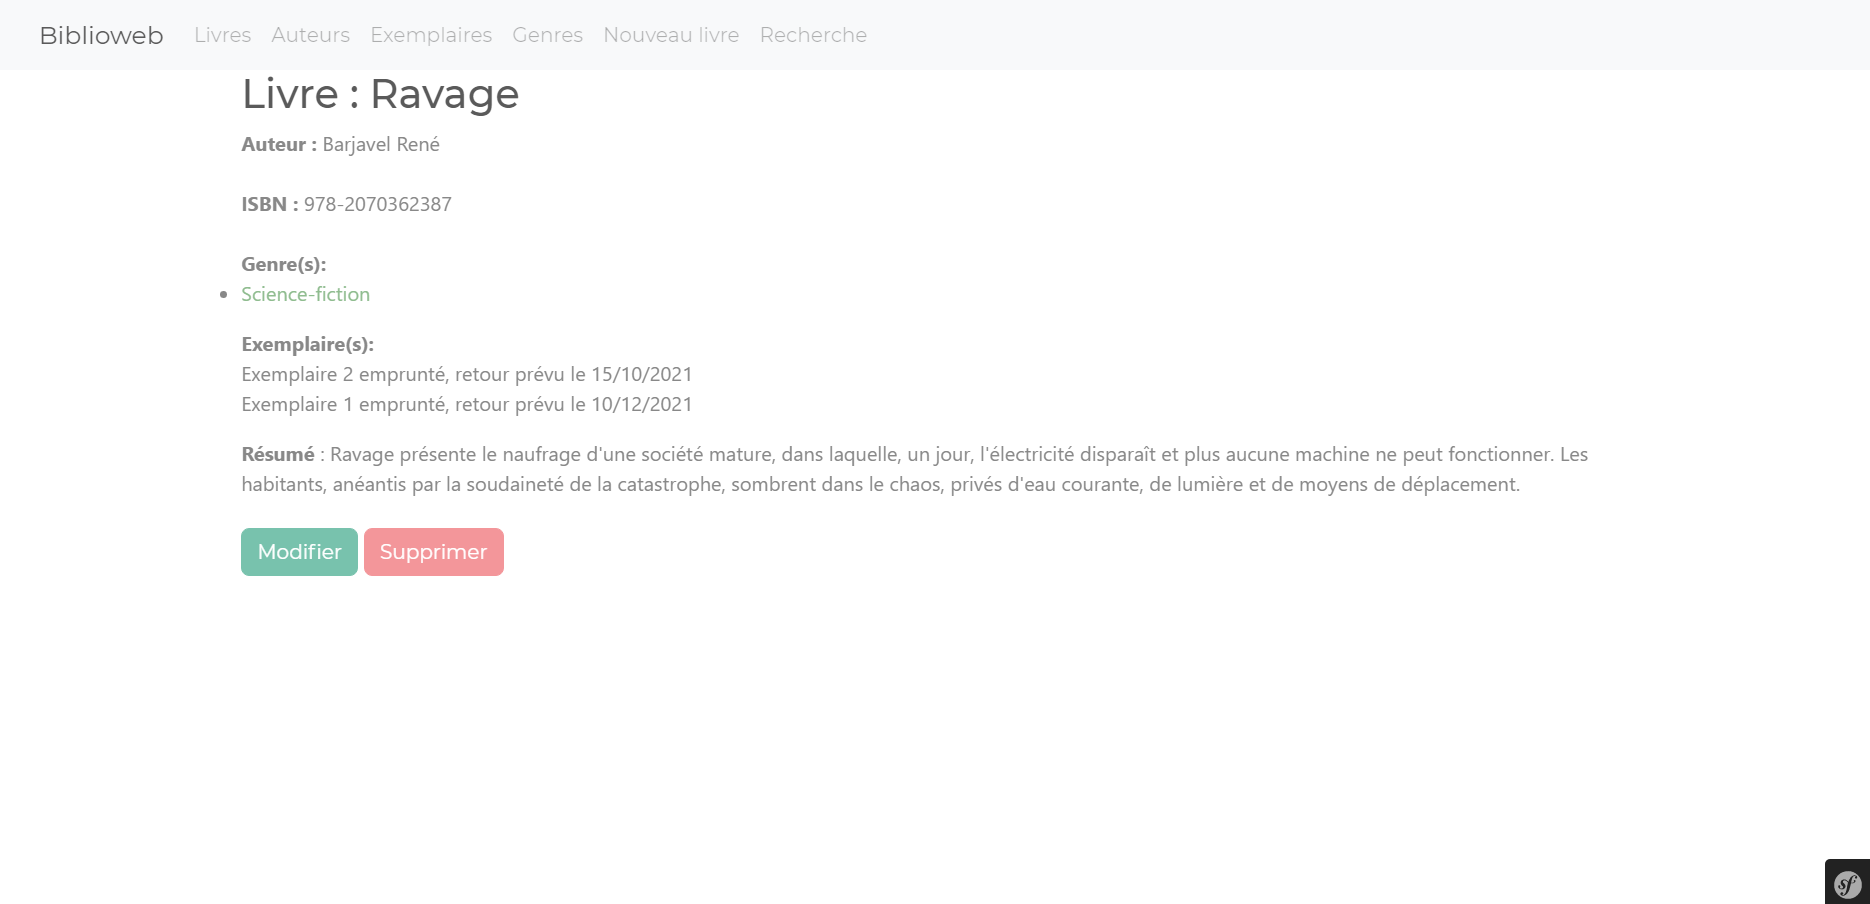 Biblioweb Livres Auteurs Exemplaires Genres Nouveau livre Recherche
Livre : Ravage
Auteur : Barjavel René
ISBN : 978-2070362387
Genre(s):
Science-fiction
Exemplaire(s):
Exemplaire 2 emprunté, retour prévu le 15/10/2021
Exemplaire 1 emprunté, retour prévu le 10/12/2021
Résumé : Ravage présente le naufrage d'une société mature, dans laquelle, un jour, l'électricité disparaît et plus aucune machine ne peut fonctionner. Les
habitants, anéantis par la soudaineté de la catastrophe, sombrent dans le chaos, privés d'eau courante, de lumière et de moyens de déplacement.
Modifier Supprimer
sf